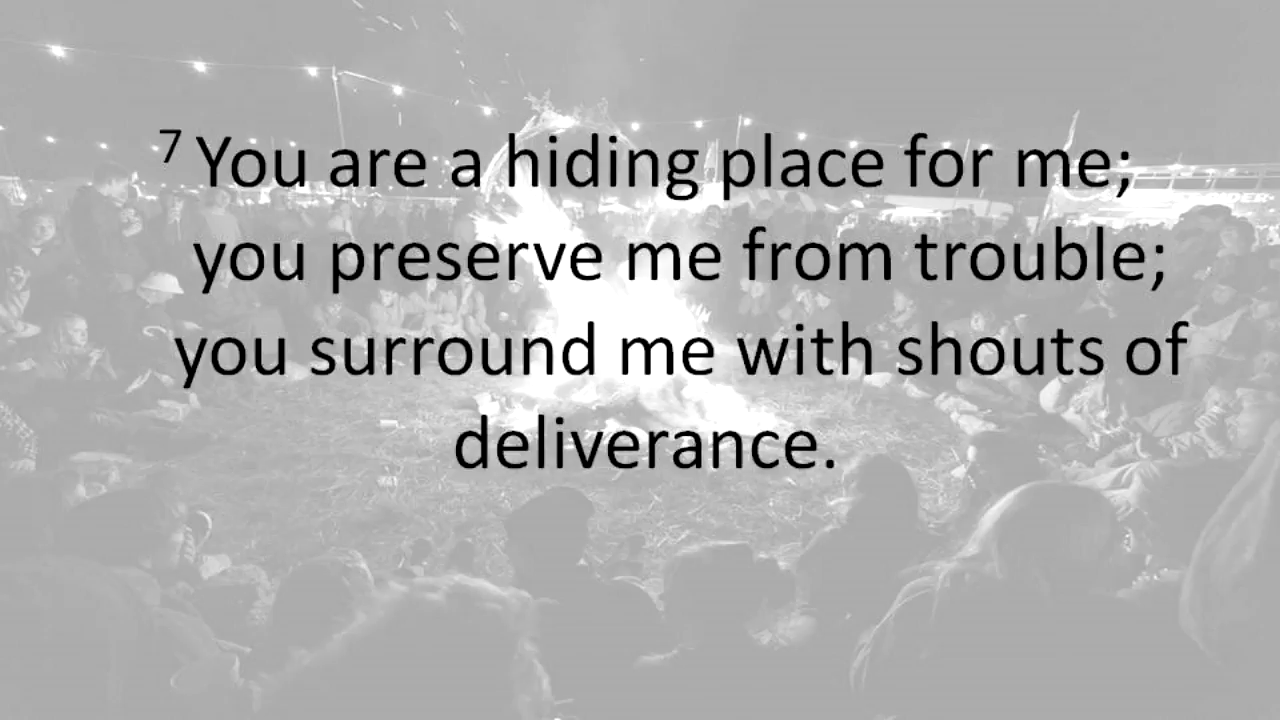 ⁷ You are a hiding place for me;
you preserve me from trouble;
you surround me with shouts of
deliverance.